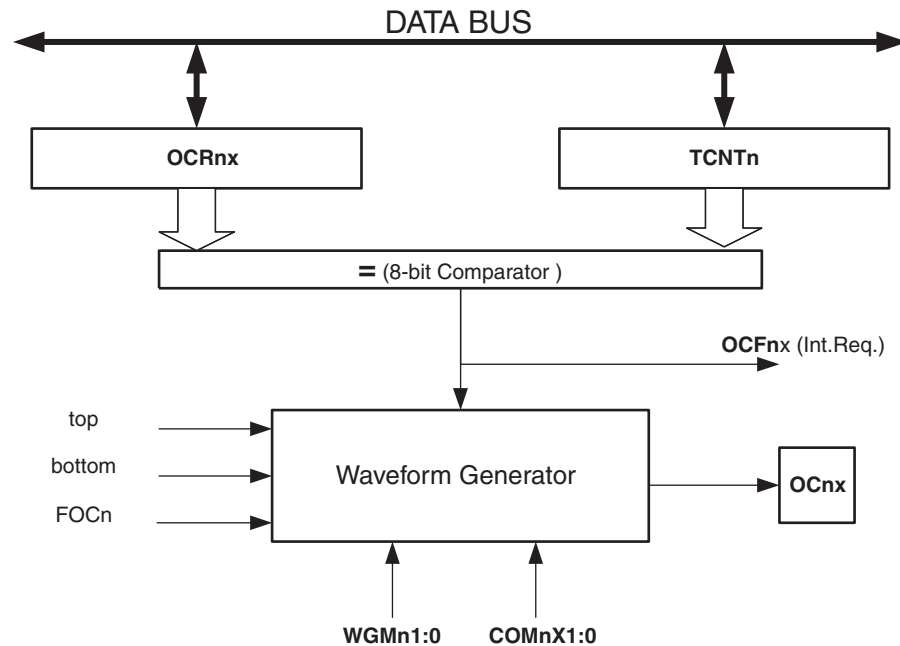 DATA BUS
OCRnx
TCNTn
= (8-bit Comparator )
OCFnx (Int.Req.)
top
bottom
FOCn
Waveform Generator
OCnx
WGMn1:0
COMnX1:0